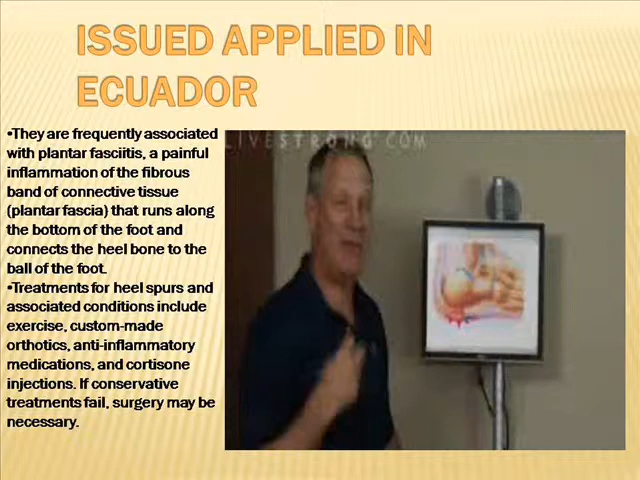 ISSUED APPLIED IN
ECUADOR
LIVESTRONG.COM
•They are frequently associated
with plantar fasciitis, a painful
inflammation of the fibrous
band of connective tissue
(plantar fascia) that runs along
the bottom of the foot and
connects the heel bone to the
ball of the foot.
•Treatments for heel spurs and
associated conditions include
exercise, custom-made
orthotics, anti-inflammatory
medications, and cortisone
injections. If conservative
treatments fail, surgery may be
necessary.